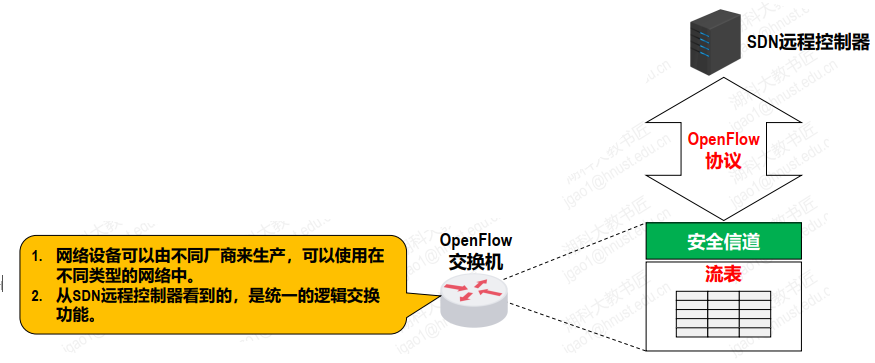 SDN远程控制器
OpenFlow
协议
安全信道
流表
OpenFlow
交换机
1. 网络设备可以由不同厂商来生产，可以使用在
不同类型的网络中。
2. 从SDN远程控制器看到的，是统一的逻辑交换
功能。
湖科大教书匠
jgao1@hnust.edu.cn